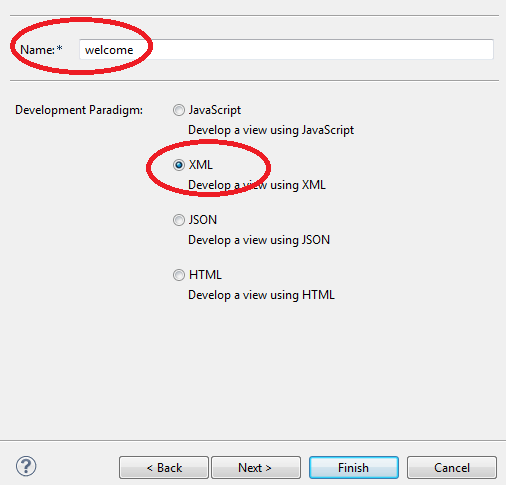 Name:* welcome
Development Paradigm: JavaScript
Develop a view using JavaScript
XML
Develop a view using XML
JSON
Develop a view using JSON
HTML
Develop a view using HTML
? < Back Next > Finish Cancel